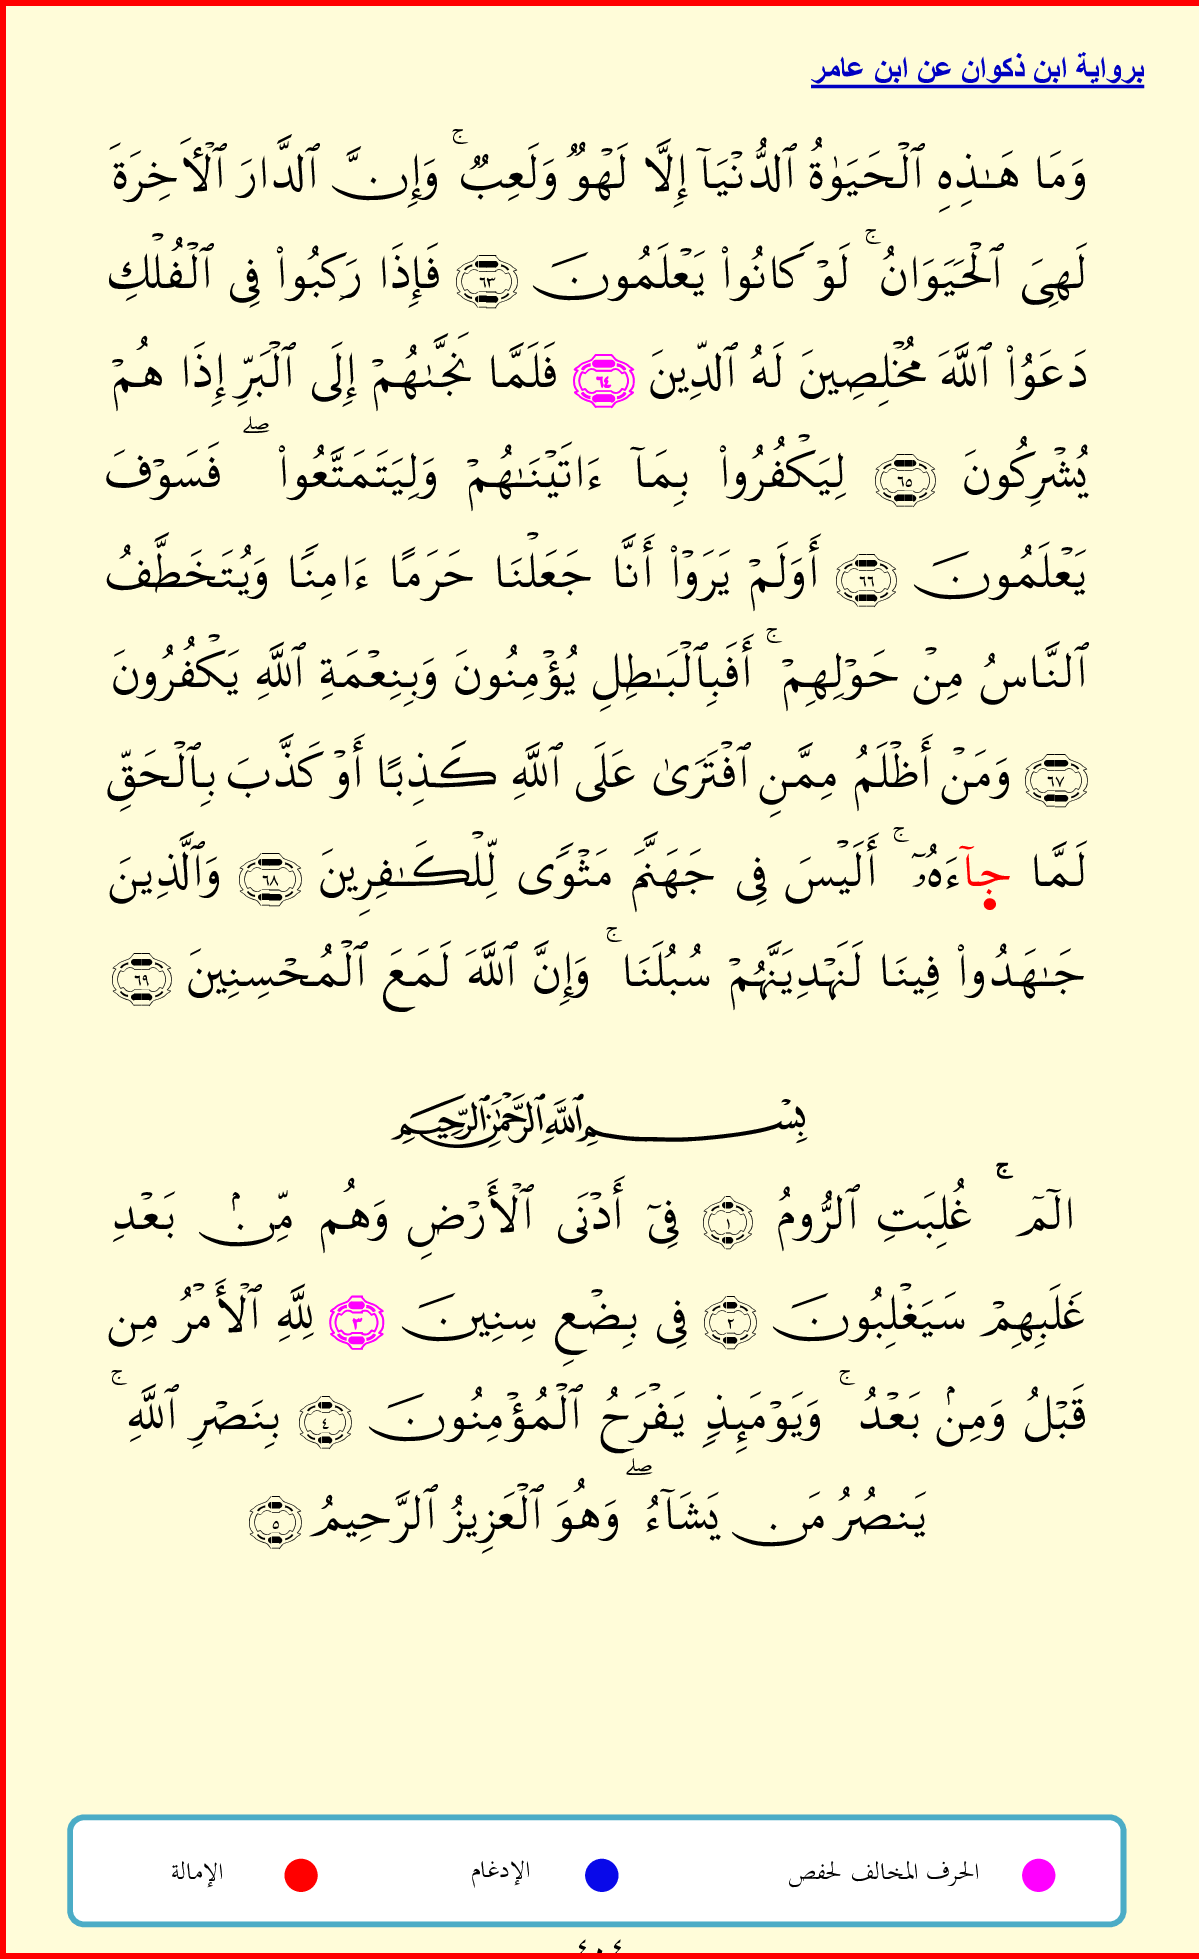 برواية ابن ذكوان عن ابن عامر
وَمَا هَـٰذِهِ ٱلْحَيَوٰةُ ٱلدُّنْيَآ إِلَّا لَهْوٌ وَلَعِبٌ ۚ وَإِنَّ ٱلدَّارَ ٱلْأَخِرَةَ
لَهِىَ ٱلْحَيَوَانُ ۚ لَوْ كَانُوا۟ يَعْلَمُونَ ٦٣ فَإِذَا رَكِبُوا۟ فِى ٱلْفُلْكِ
دَعَوُا۟ ٱللَّهَ مُخْلِصِينَ لَهُ ٱلدِّينَ ٦٤ فَلَمَّا نَجَّىٰهُمْ إِلَى ٱلْبَرِّ إِذَا هُمْ
يُشْرِكُونَ ٦٥ لِيَكْفُرُوا۟ بِمَآ ءَاتَيْنَـٰهُمْ وَلِيَتَمَتَّعُوا۟ ۖ فَسَوْفَ
يَعْلَمُونَ ٦٦ أَوَلَمْ يَرَوْا۟ أَنَّا جَعَلْنَا حَرَمًا ءَامِنًا وَيُتَخَطَّفُ
ٱلنَّاسُ مِنْ حَوْلِهِمْ ۚ أَفَبِٱلْبَـٰطِلِ يُؤْمِنُونَ وَبِنِعْمَةِ ٱللَّهِ يَكْفُرُونَ
٦٧ وَمَنْ أَظْلَمُ مِمَّنِ ٱفْتَرَىٰ عَلَى ٱللَّهِ كَذِبًا أَوْ كَذَّبَ بِٱلْحَقِّ
لَمَّا جآءَهُۥٓ ۚ أَلَيْسَ فِى جَهَنَّمَ مَثْوًى لِّلْكَـٰفِرِينَ ٦٨ وَٱلَّذِينَ
جَـٰهَدُوا۟ فِينَا لَنَهْدِيَنَّهُمْ سُبُلَنَا ۚ وَإِنَّ ٱللَّهَ لَمَعَ ٱلْمُحْسِنِينَ ٦٩
بِسْمِ ٱللَّهِ ٱلرَّحْمَـٰنِ ٱلرَّحِيمِ
الٓمٓ ۚ غُلِبَتِ ٱلرُّومُ ١ فِىٓ أَدْنَى ٱلْأَرْضِ وَهُم مِّنۢ بَعْدِ
غَلَبِهِمْ سَيَغْلِبُونَ ٢ فِى بِضْعِ سِنِينَ ٣ لِلَّهِ ٱلْأَمْرُ مِن
قَبْلُ وَمِنۢ بَعْدُ ۚ وَيَوْمَئِذٍ يَفْرَحُ ٱلْمُؤْمِنُونَ ٤ بِنَصْرِ ٱللَّهِ ۚ
يَنصُرُ مَن يَشَآءُ ۖ وَهُوَ ٱلْعَزِيزُ ٱلرَّحِيمُ ٥
الحرف المخالف لحفص الإدغام الإمالة
٤٠٤